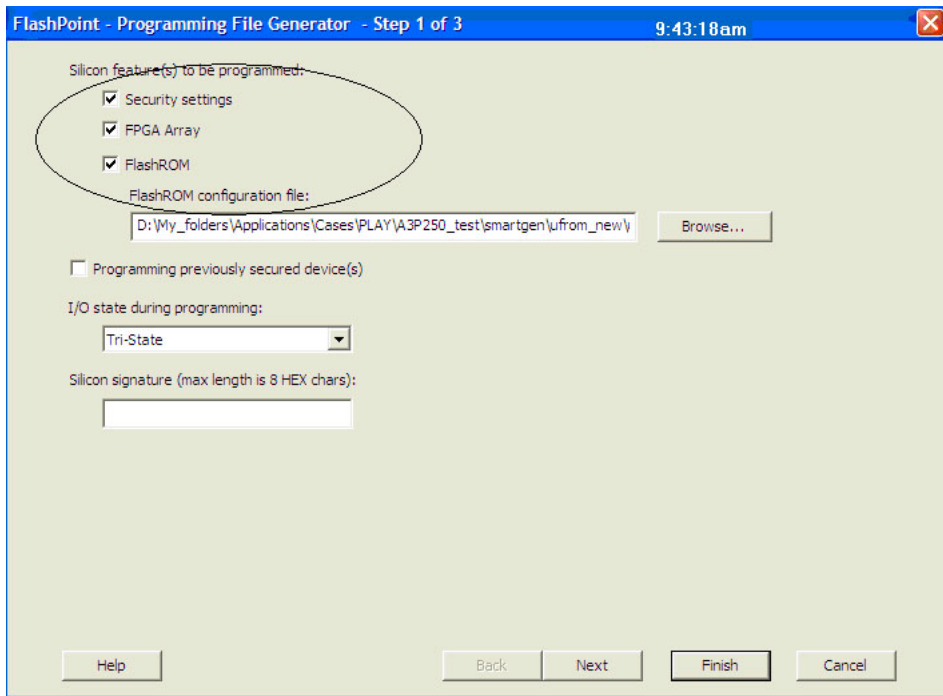 FlashPoint - Programming File Generator - Step 1 of 3 9:43:18am
Silicon feature(s) to be programmed:
Security settings
FPGA Array
FlashROM
FlashROM configuration file:
D:\My_folders\Applications\Cases\PLAY\A3P250_test\smartgen\ufrom_new\ Browse...
Programming previously secured device(s)
I/O state during programming:
Tri-State
Silicon signature (max length is 8 HEX chars):
Help Back Next Finish Cancel